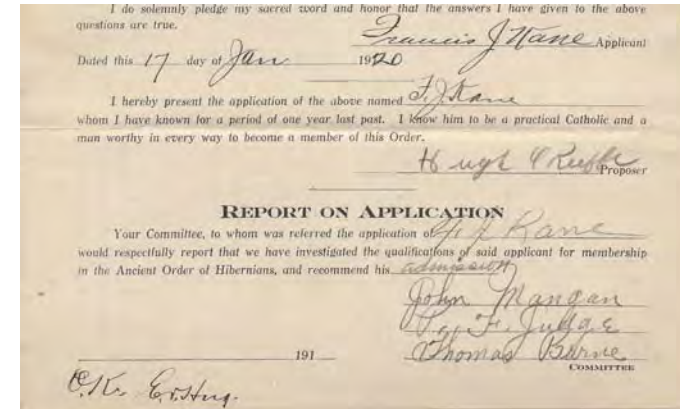 I do solemnly pledge my sacred word and honor that the answers I have given to the above
questions are true.
Francis J Kane Applicant
Dated this 17 day of Jan 1920
I hereby present the application of the above named F. J. Kane
whom I have known for a period of one year last past. I know him to be a practical Catholic and a
man worthy in every way to become a member of this Order.
Hugh O'Keeffe Proposer
REPORT ON APPLICATION
Your Committee, to whom was referred the application of F J Kane
would respectfully report that we have investigated the qualifications of said applicant for membership
in the Ancient Order of Hibernians, and recommend his admission
John Mangan
P. F. Judge
Thomas Burne
191
COMMITTEE
O.K.